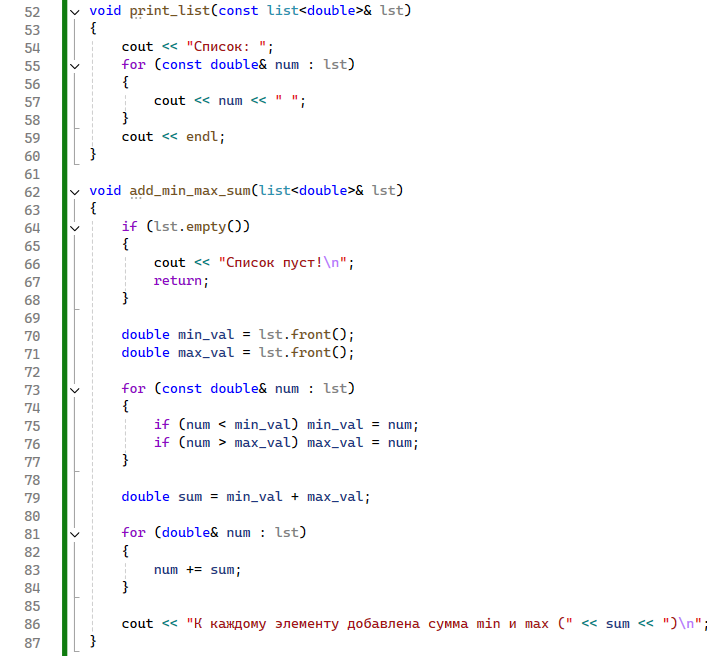 52 void print_list(const list<double>& lst)
53 {
54     cout << "Список: ";
55     for (const double& num : lst)
56     {
57         cout << num << " ";
58     }
59     cout << endl;
60 }
61
62 void add_min_max_sum(list<double>& lst)
63 {
64     if (lst.empty())
65     {
66         cout << "Список пуст!\n";
67         return;
68     }
69
70     double min_val = lst.front();
71     double max_val = lst.front();
72
73     for (const double& num : lst)
74     {
75         if (num < min_val) min_val = num;
76         if (num > max_val) max_val = num;
77     }
78
79     double sum = min_val + max_val;
80
81     for (double& num : lst)
82     {
83         num += sum;
84     }
85
86     cout << "К каждому элементу добавлена сумма min и max (" << sum << ")\n";
87 }